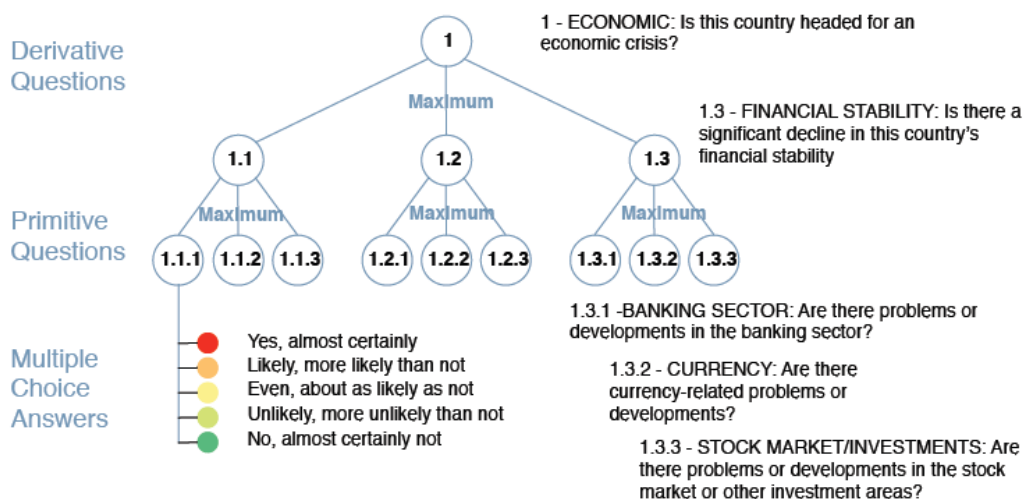 1
1 - ECONOMIC: Is this country headed for an
economic crisis?
Derivative
Questions
Maximum
1.3 - FINANCIAL STABILITY: Is there a
significant decline in this country's
financial stability
1.1
1.2
1.3
Primitive
Questions
Maximum
Maximum
Maximum
1.1.1
1.1.2
1.1.3
1.2.1
1.2.2
1.2.3
1.3.1
1.3.2
1.3.3
1.3.1 -BANKING SECTOR: Are there problems or
developments in the banking sector?
Multiple
Choice
Answers
Yes, almost certainly
Likely, more likely than not
Even, about as likely as not
Unlikely, more unlikely than not
No, almost certainly not
1.3.2 - CURRENCY: Are there
currency-related problems or
developments?
1.3.3 - STOCK MARKET/INVESTMENTS: Are
there problems or developments in the stock
market or other investment areas?